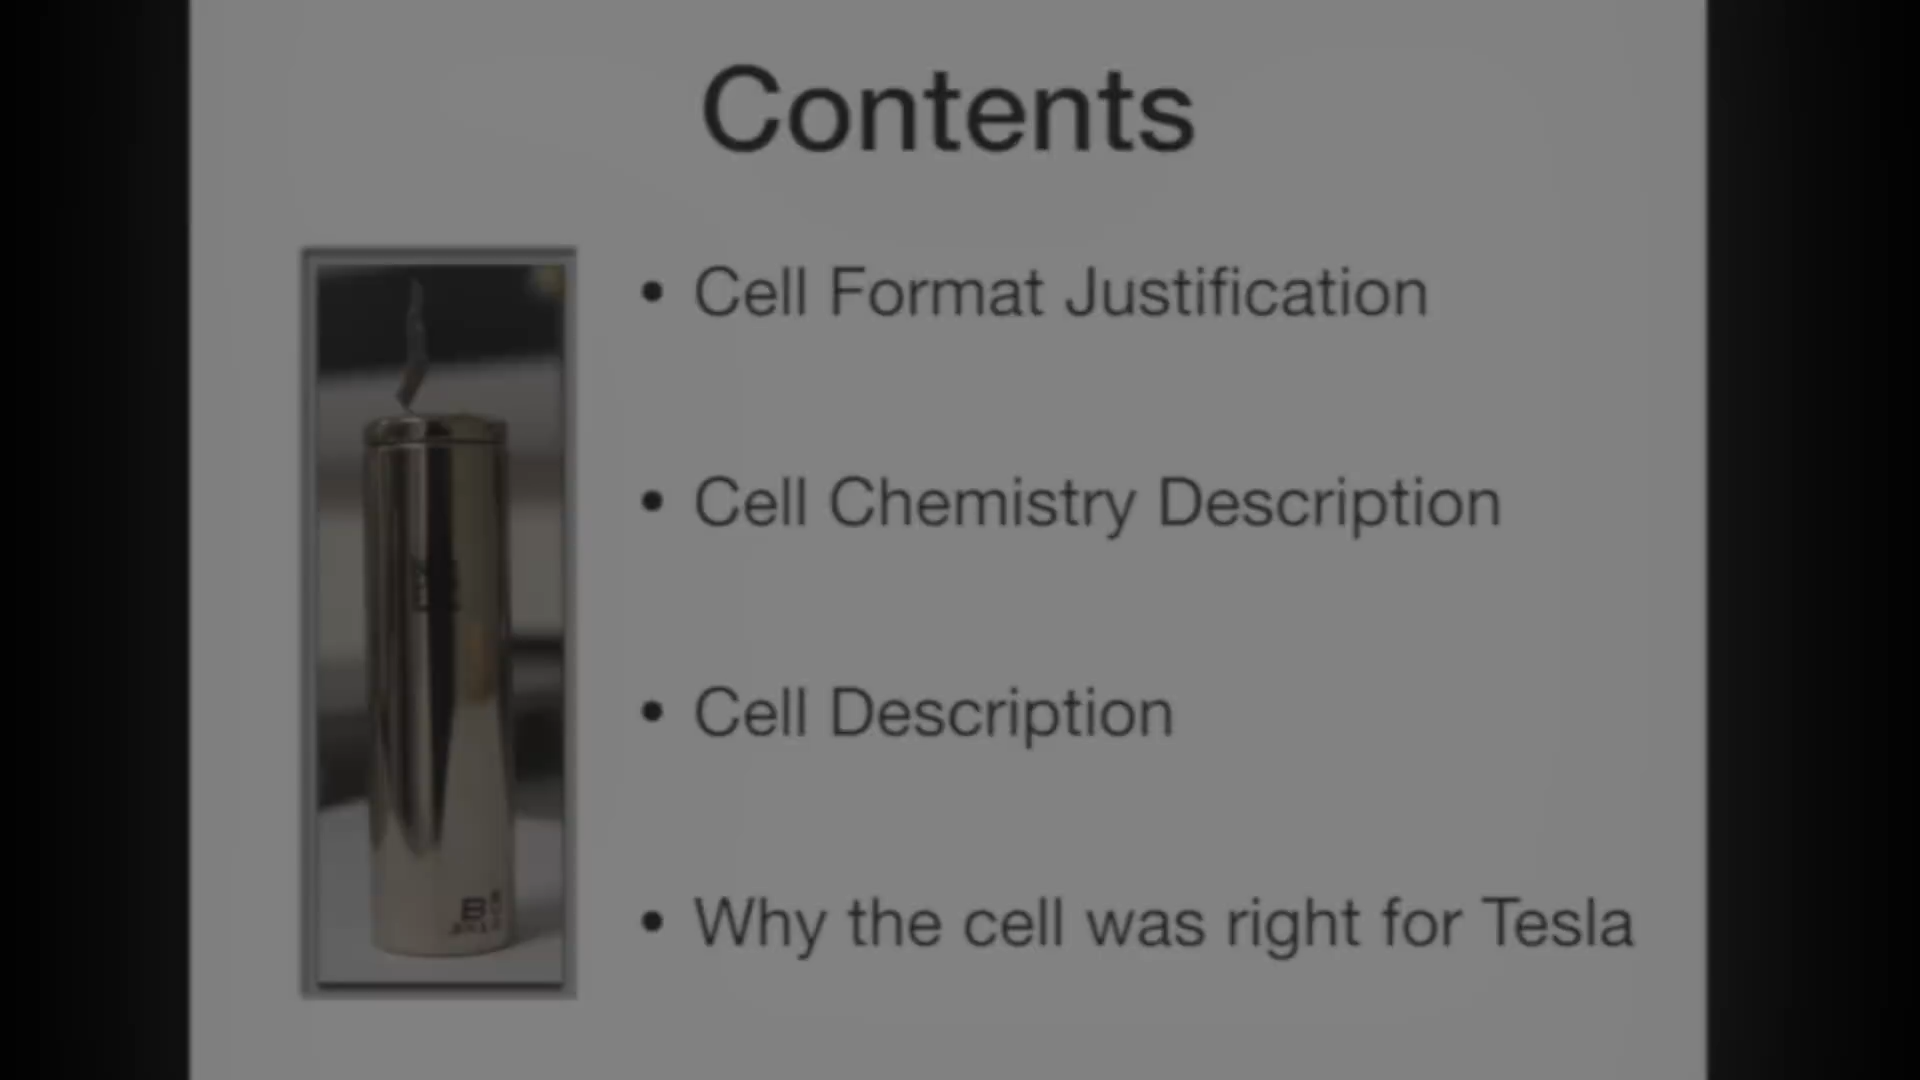 Contents
• Cell Format Justification
• Cell Chemistry Description
• Cell Description
• Why the cell was right for Tesla